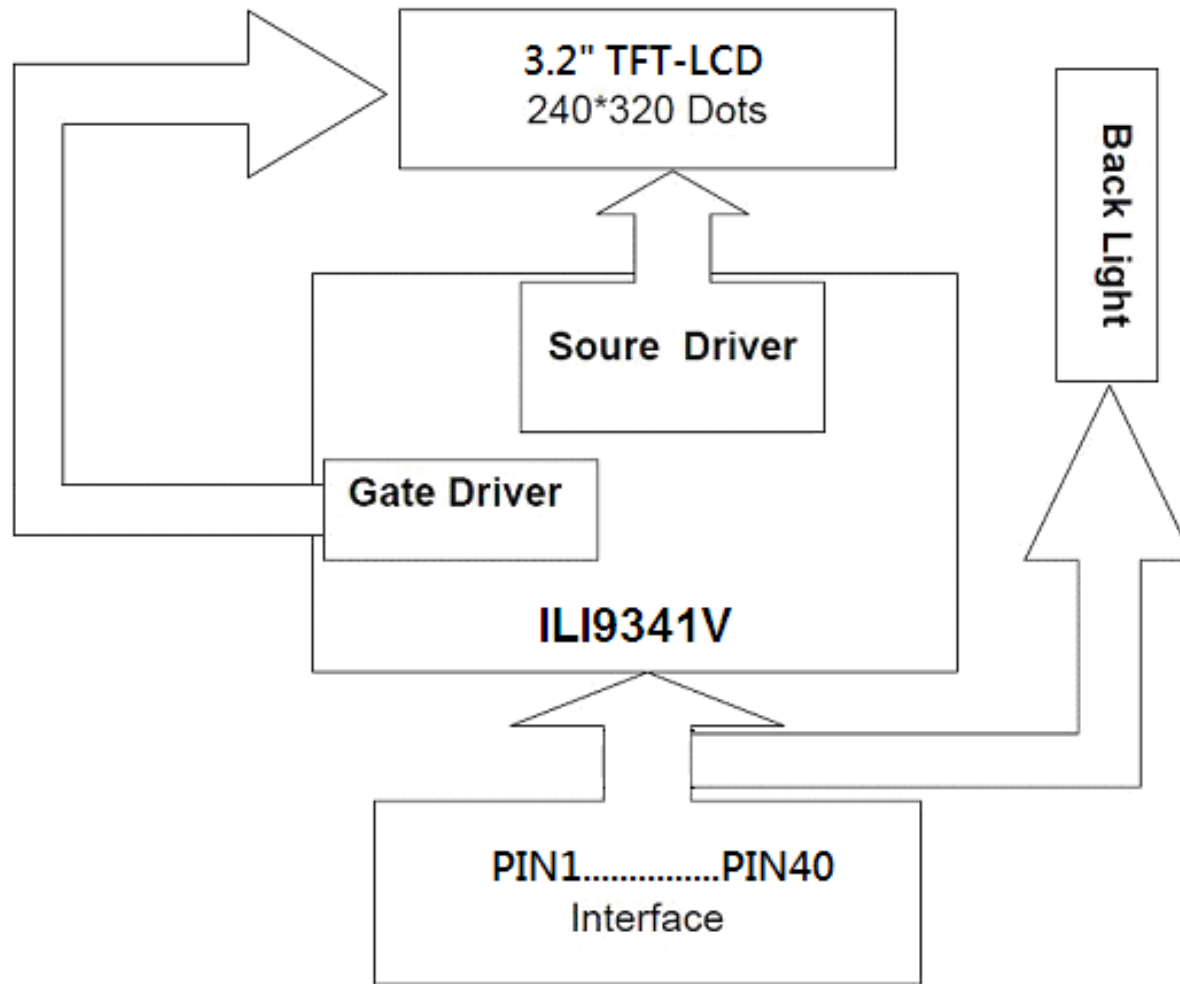 3.2" TFT-LCD
240*320 Dots
Back Light
Soure Driver
Gate Driver
ILI9341V
PIN1...............PIN40
Interface